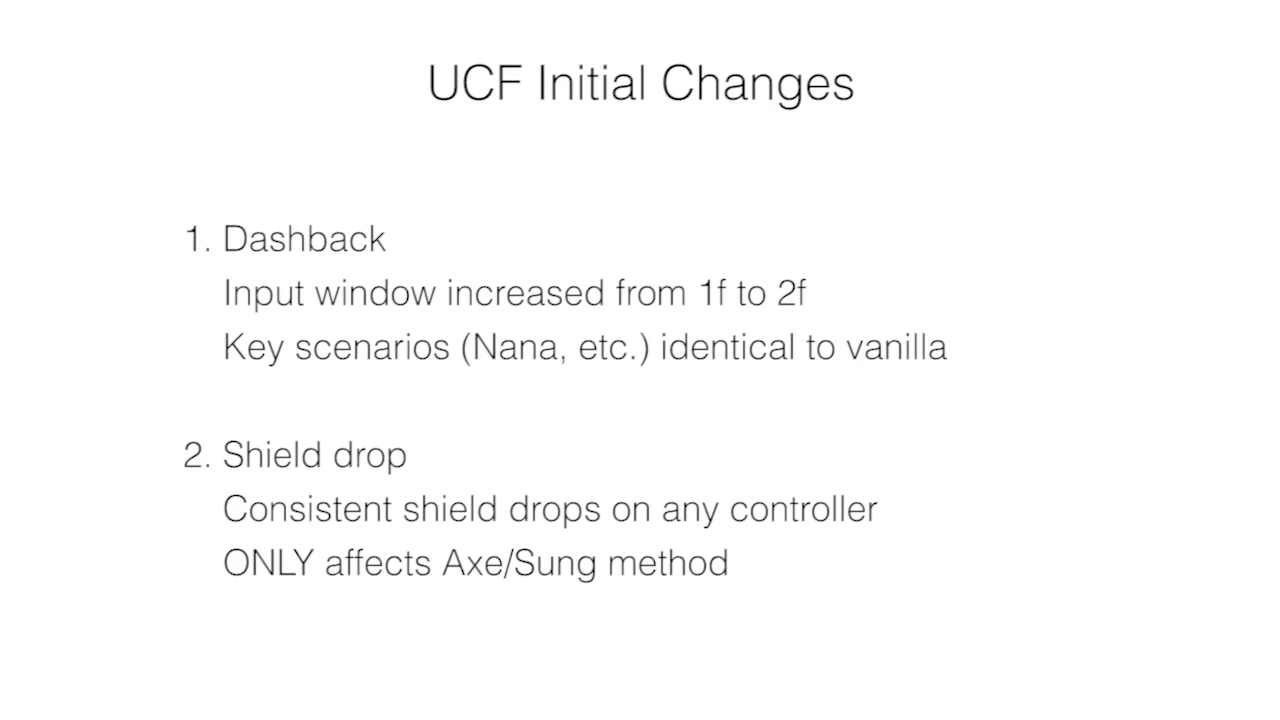 UCF Initial Changes
1. Dashback
Input window increased from 1f to 2f
Key scenarios (Nana, etc.) identical to vanilla
2. Shield drop
Consistent shield drops on any controller
ONLY affects Axe/Sung method